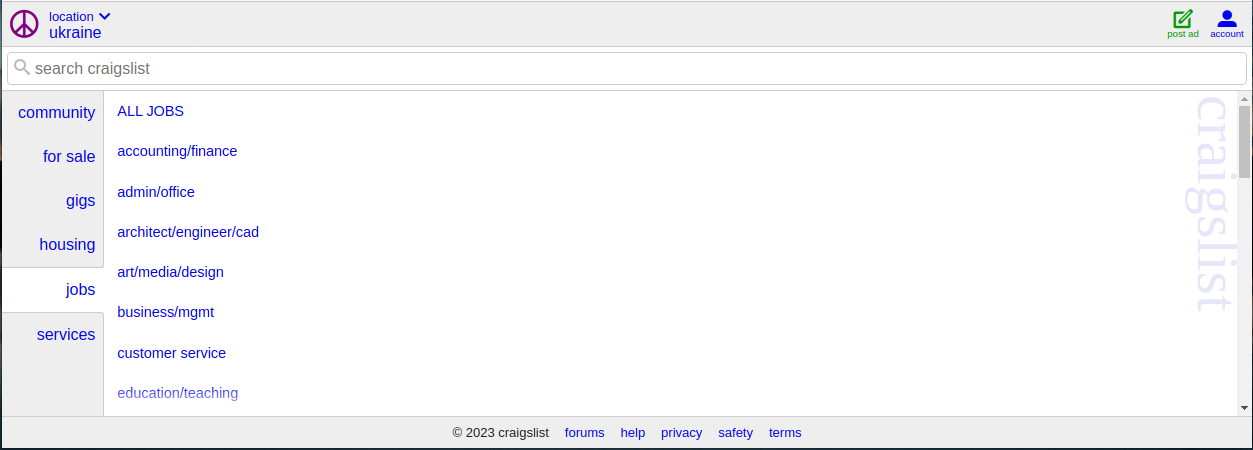 location
ukraine
post ad
account
search craigslist
community
for sale
gigs
housing
jobs
services
ALL JOBS
accounting/finance
admin/office
architect/engineer/cad
art/media/design
business/mgmt
customer service
education/teaching
craigslist
© 2023 craigslist forums help privacy safety terms